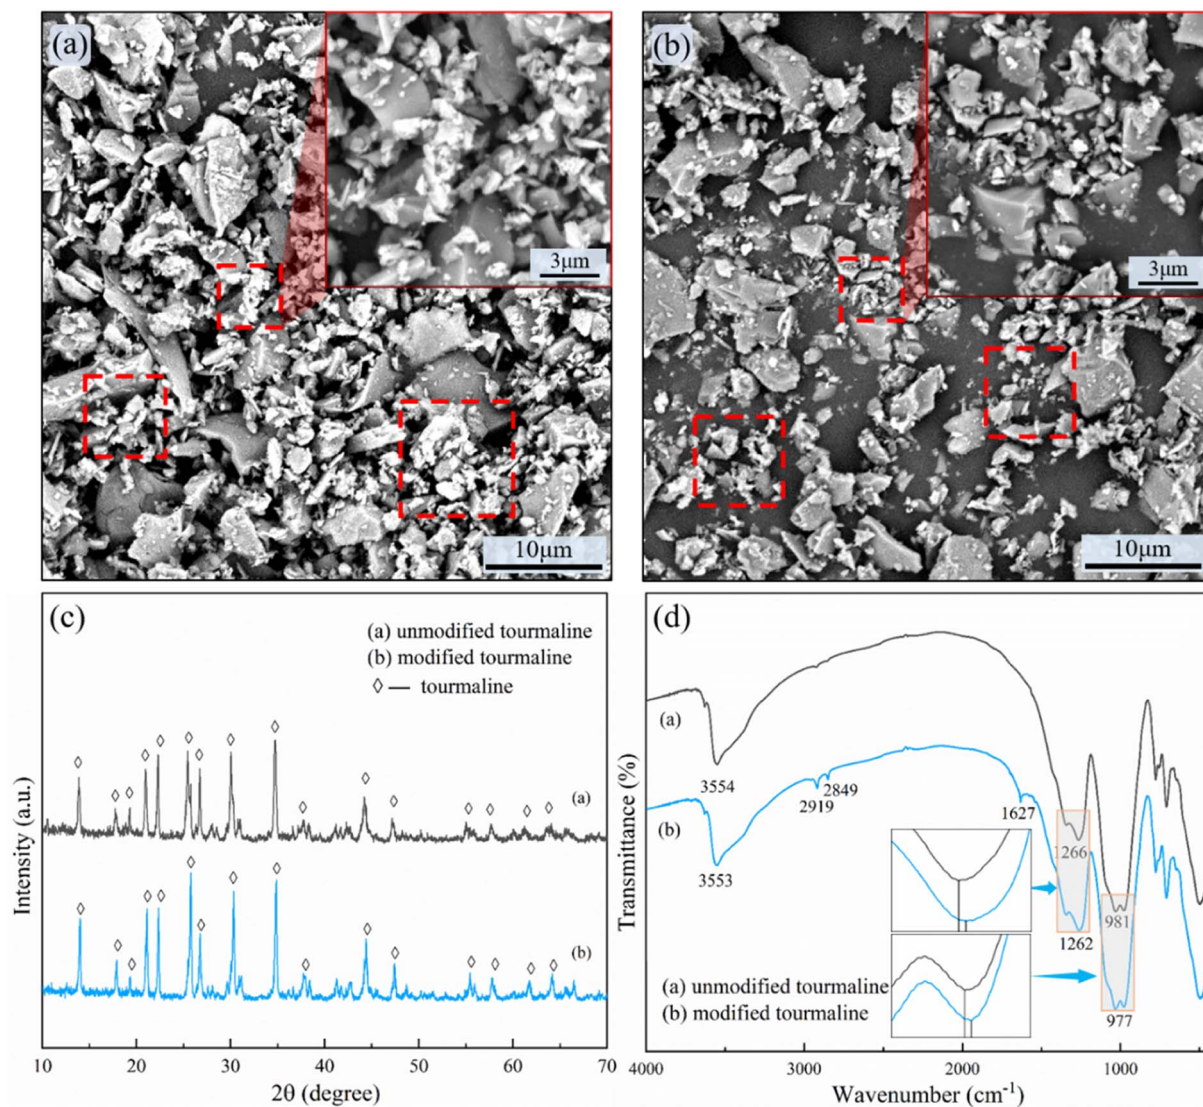 (a)
3μm
10μm
(b)
3μm
10μm
(c)
(a) unmodified tourmaline
(b) modified tourmaline
◊ — tourmaline
(a)
(b)
Intensity (a.u.)
10 20 30 40 50 60 70
2θ (degree)
(d)
(a)
3554
2919
2849
1627
(b)
3553
1266
1262
981
977
(a) unmodified tourmaline
(b) modified tourmaline
Transmittance (%)
4000 3000 2000 1000
Wavenumber (cm⁻¹)